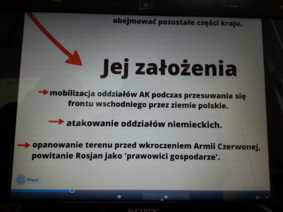 obejmować pozostałe części kraju.
Jej założenia
mobilizacja oddziałów AK podczas przesuwania się
frontu wschodniego przez ziemie polskie.
atakowanie oddziałów niemieckich.
opanowanie terenu przed wkroczeniem Armii Czerwonej,
powitanie Rosjan jako 'prawowici gospodarze'.
SONY